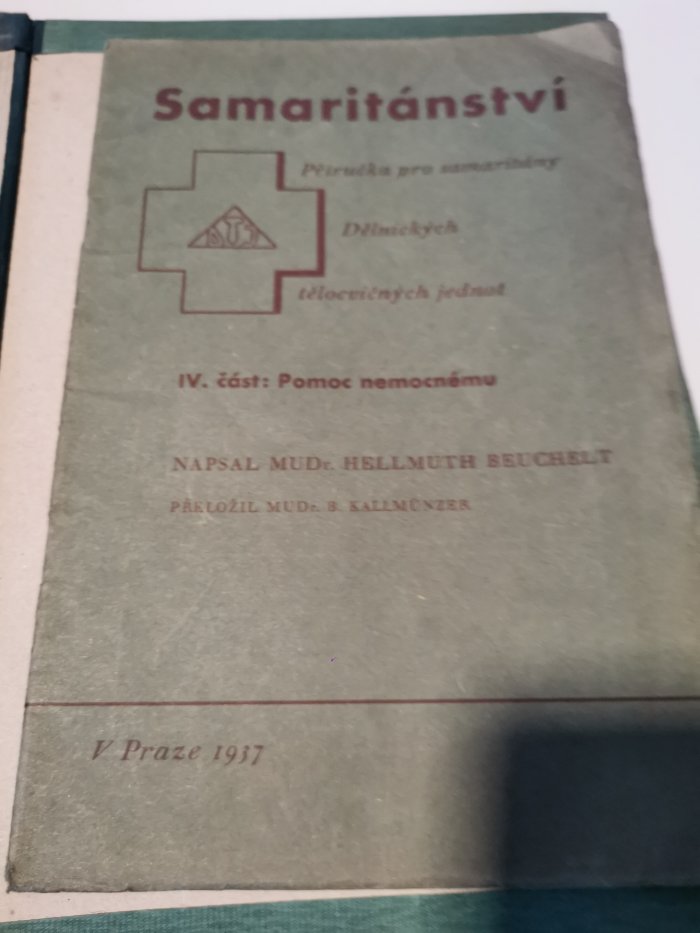 Samaritánství
Příručka pro samaritány
Dělnických
tělocvičných jednot
IV. část: Pomoc nemocnému
NAPSAL MUDr. HELLMUTH BEUCHELT
PŘELOŽIL MUDr. B. KALLMÜNZER
V Praze 1937